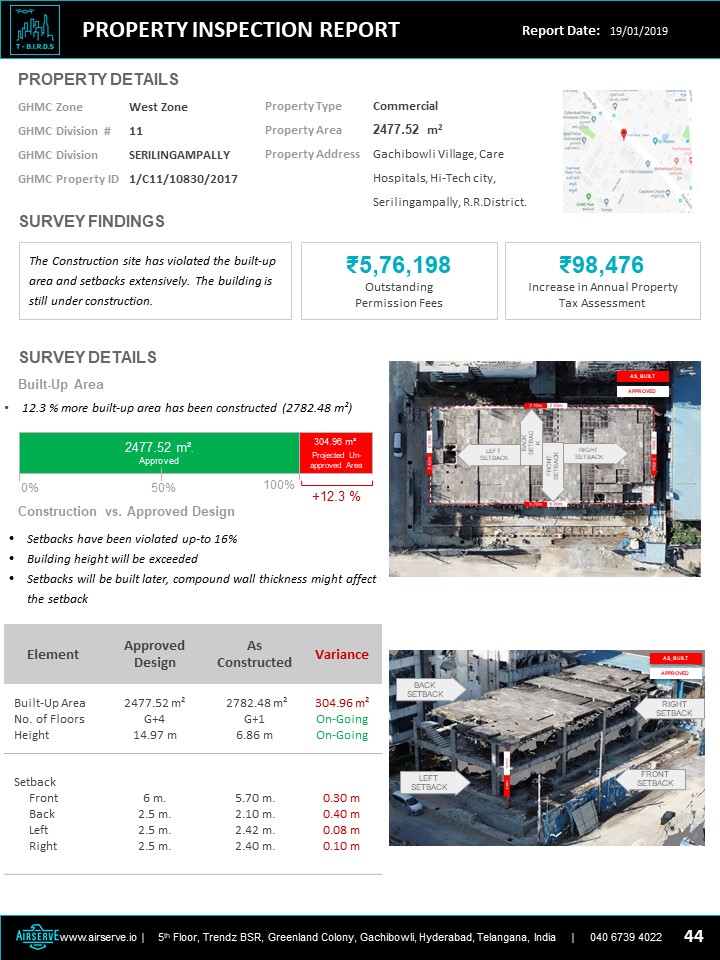 T - B.I.R.D.S
PROPERTY INSPECTION REPORT
Report Date: 19/01/2019
PROPERTY DETAILS
GHMC Zone West Zone
GHMC Division # 11
GHMC Division SERILINGAMPALLY
GHMC Property ID 1/C11/10830/2017
Property Type Commercial
Property Area 2477.52 m²
Property Address Gachibowli Village, Care
Hospitals, Hi-Tech city,
Serilingampally, R.R.District.
SURVEY FINDINGS
The Construction site has violated the built-up
area and setbacks extensively. The building is
still under construction.
₹5,76,198
Outstanding
Permission Fees
₹98,476
Increase in Annual Property
Tax Assessment
SURVEY DETAILS
Built-Up Area
• 12.3 % more built-up area has been constructed (2782.48 m²)
2477.52 m².
Approved
304.96 m²
Projected Un-
approved Area
0% 50% 100%
+12.3 %
Construction vs. Approved Design
• Setbacks have been violated up-to 16%
• Building height will be exceeded
• Setbacks will be built later, compound wall thickness might affect
the setback
AS_BUILT
APPROVED
LEFT
SETBACK
BACK
SETBAC
K
FRONT
SETBACK
RIGHT
SETBACK
Element Approved Design As Constructed Variance
Built-Up Area 2477.52 m² 2782.48 m² 304.96 m²
No. of Floors G+4 G+1 On-Going
Height 14.97 m 6.86 m On-Going
Setback
Front 6 m. 5.70 m. 0.30 m
Back 2.5 m. 2.10 m. 0.40 m
Left 2.5 m. 2.42 m. 0.08 m
Right 2.5 m. 2.40 m. 0.10 m
AS_BUILT
APPROVED
BACK
SETBACK
RIGHT
SETBACK
LEFT
SETBACK
FRONT
SETBACK
AIRSERVE www.airserve.io | 5th Floor, Trendz BSR, Greenland Colony, Gachibowli, Hyderabad, Telangana, India | 040 6739 4022 44